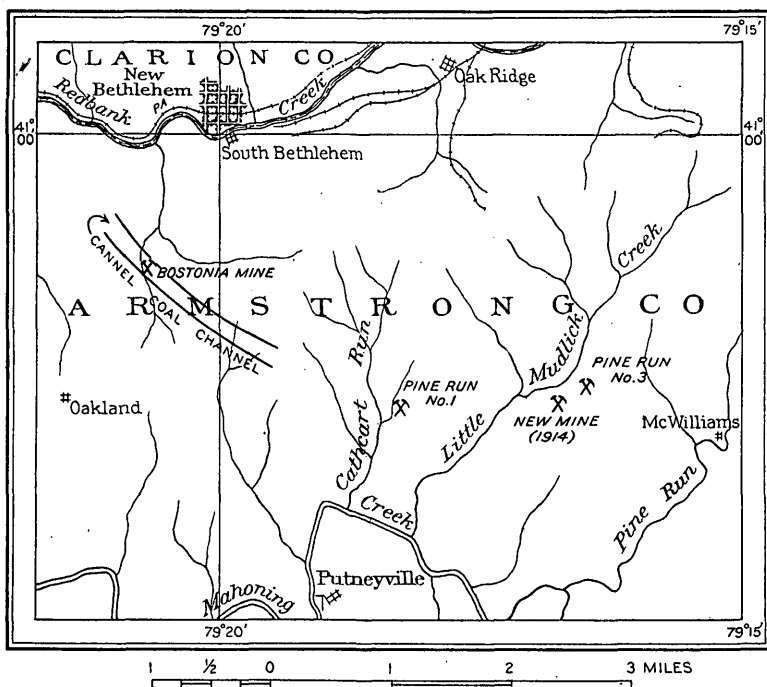 79°20'
79°15'
CLARION CO
New
Bethlehem
Redbank
PA
Creek
Oak Ridge
41°
00'
41°
00'
South Bethlehem
CANNEL COAL CHANNEL
BOSTONIA MINE
ARMSTRONG CO
Oakland
Cathcart Run
PINE RUN
No.1
Little Mudlick Creek
PINE RUN
No.3
NEW MINE
(1914)
McWilliams
Pine Run
Mahoning Creek
Putneyville
79°20'
79°15'
1 ½ 0 1 2 3 MILES